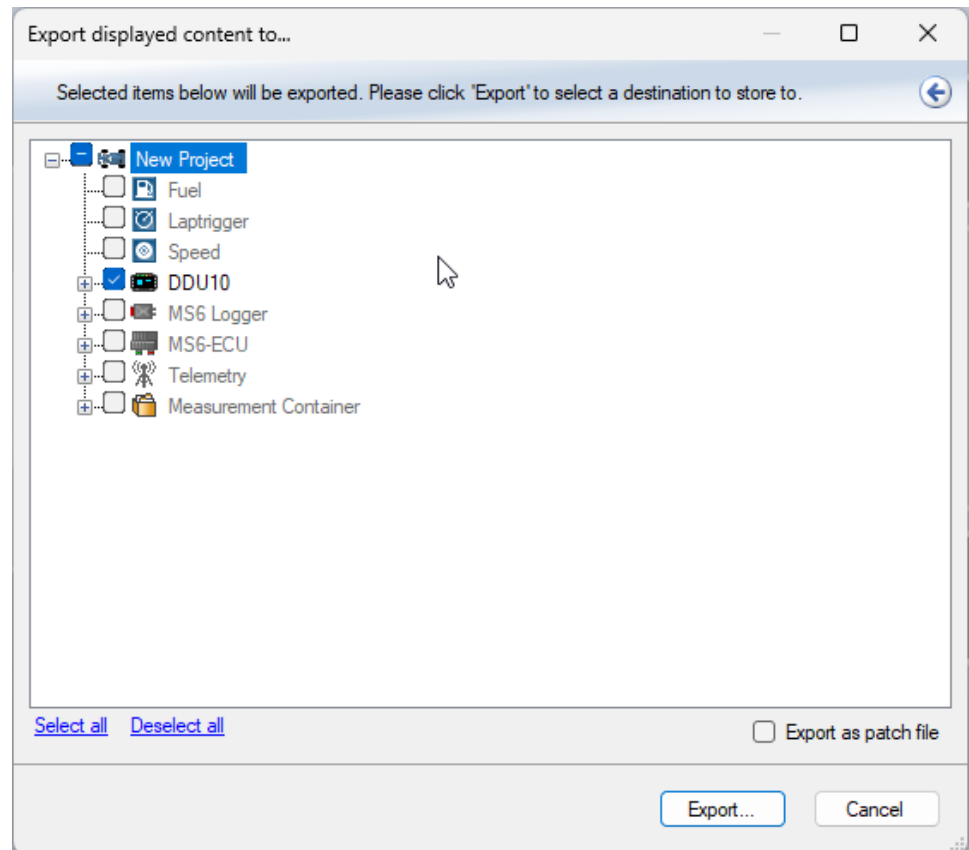 Export displayed content to...
Selected items below will be exported. Please click 'Export' to select a destination to store to.
New Project
Fuel
Laptrigger
Speed
DDU10
MS6 Logger
MS6-ECU
Telemetry
Measurement Container
Select all Deselect all Export as patch file
Export... Cancel